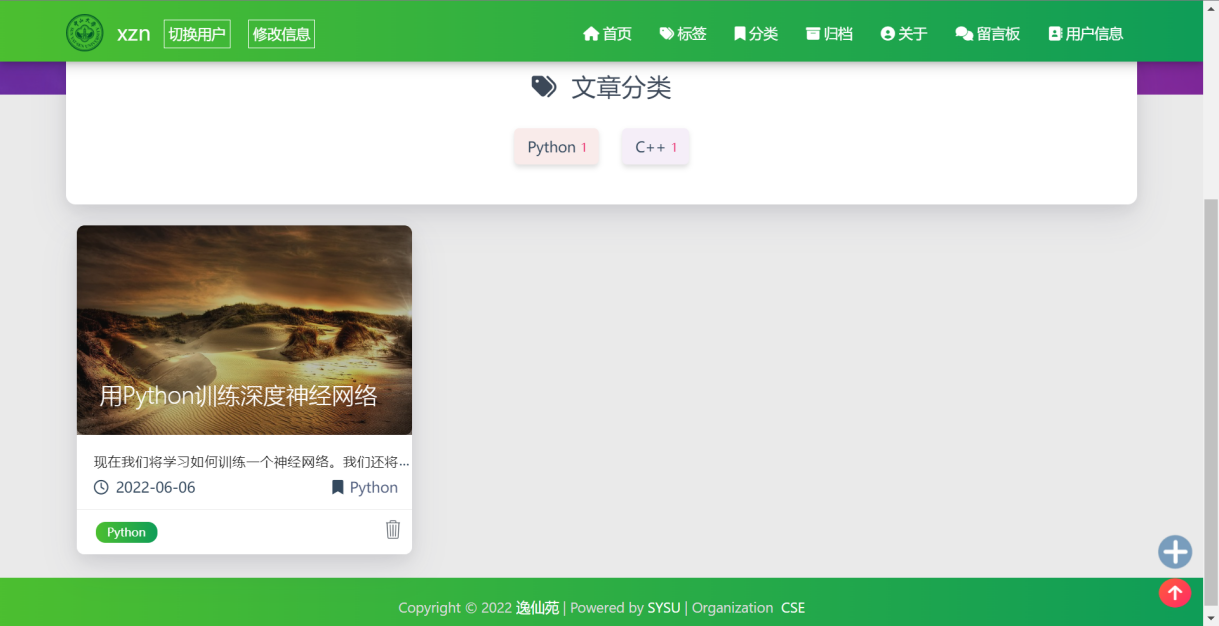 xzn 切换用户 修改信息 首页 标签 分类 归档 关于 留言板 用户信息
文章分类
Python 1 C++ 1
用Python训练深度神经网络
现在我们将学习如何训练一个神经网络。我们还将...
2022-06-06 Python
Python
Copyright © 2022 逸仙苑 | Powered by SYSU | Organization CSE